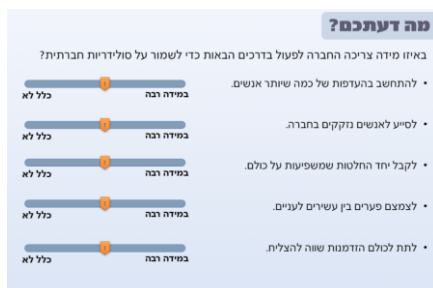 מה דעתכם?
באיזו מידה צריכה החברה לפעול בדרכים הבאות כדי לשמור על סולידריות חברתית?
• להתחשב בהעדפות של כמה שיותר אנשים.
במידה רבה כלל לא
• לסייע לאנשים נזקקים בחברה.
במידה רבה כלל לא
• לקבל יחד החלטות שמשפיעות על כולם.
במידה רבה כלל לא
• לצמצם פערים בין עשירים לעניים.
במידה רבה כלל לא
• לתת לכולם הזדמנות שווה להצליח.
במידה רבה כלל לא